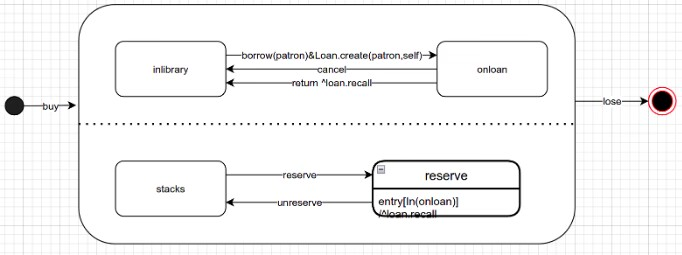 borrow(patron)&Loan.create(patron,self)
inlibrary
cancel
onloan
return ^loan.recall
buy
lose
reserve
reserve
stacks
unreserve
entry[In(onloan)]
/^loan.recall